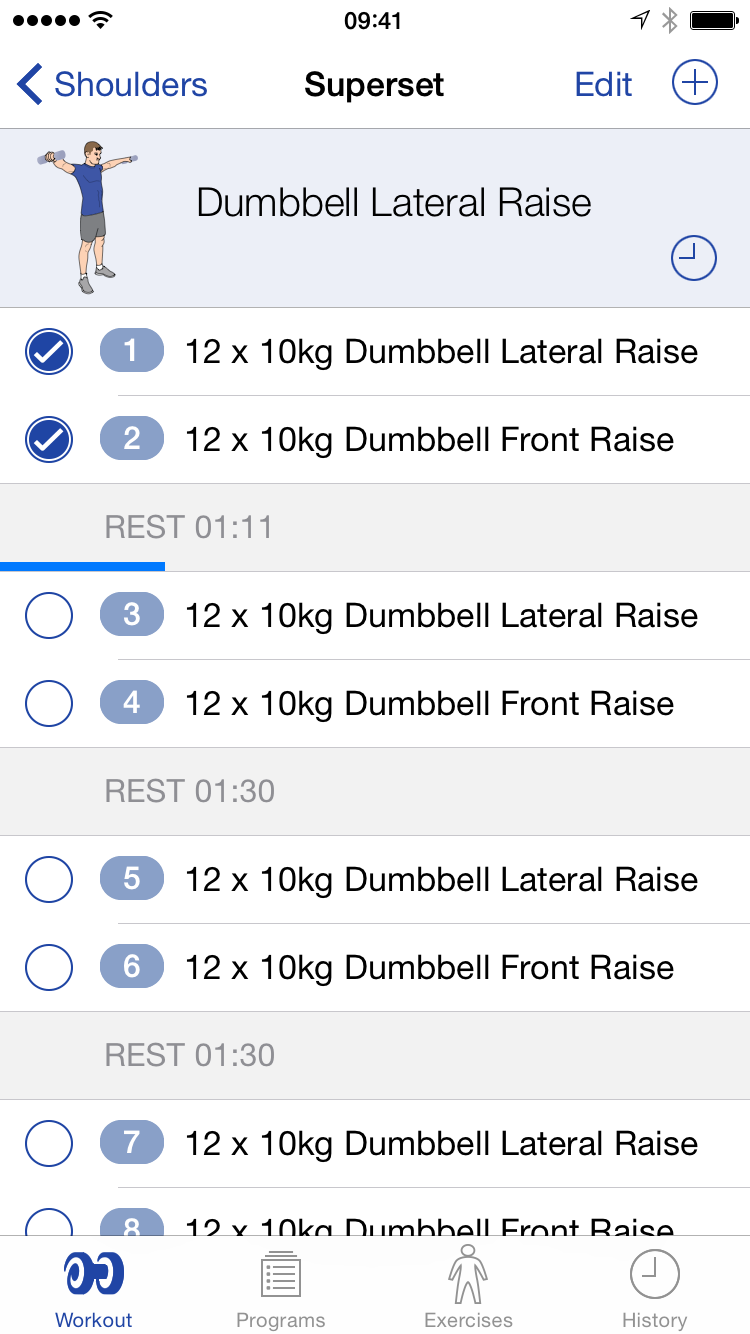 09:41
Shoulders Superset Edit
Dumbbell Lateral Raise
1 12 x 10kg Dumbbell Lateral Raise
2 12 x 10kg Dumbbell Front Raise
REST 01:11
3 12 x 10kg Dumbbell Lateral Raise
4 12 x 10kg Dumbbell Front Raise
REST 01:30
5 12 x 10kg Dumbbell Lateral Raise
6 12 x 10kg Dumbbell Front Raise
REST 01:30
7 12 x 10kg Dumbbell Lateral Raise
8 12 x 10kg Dumbbell Front Raise
Workout Programs Exercises History